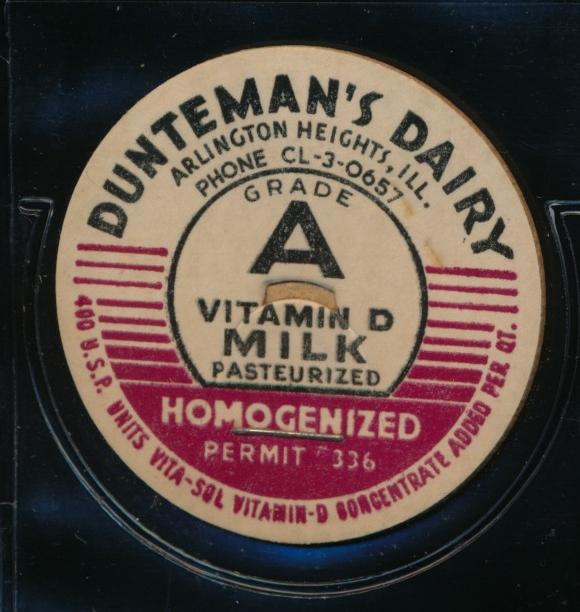 DUNTEMAN'S DAIRY
ARLINGTON HEIGHTS, ILL.
PHONE CL-3-0657
GRADE
A
VITAMIN D
MILK
PASTEURIZED
HOMOGENIZED
PERMIT #336
400 U.S.P. UNITS VITA-SOL VITAMIN-D CONCENTRATE ADDED PER QT.